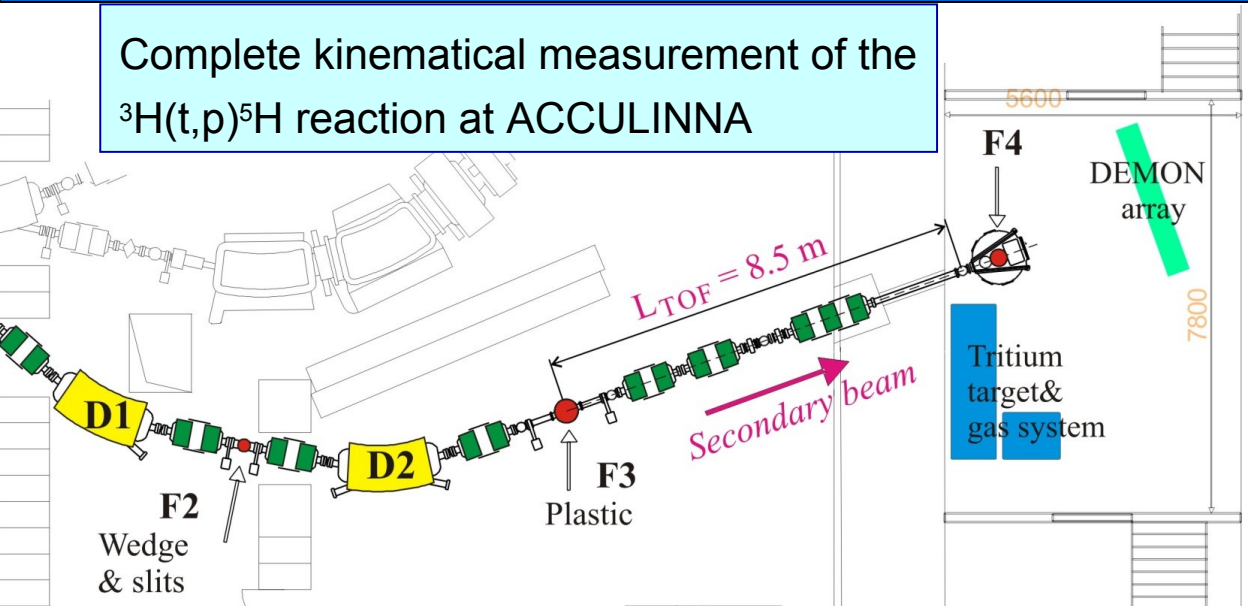 Complete kinematical measurement of the
³H(t,p)⁵H reaction at ACCULINNA
5600
F4
DEMON
array
L_TOF = 8.5 m
7800
Secondary beam
Tritium
target&
gas system
D1
D2
F2
Wedge
& slits
F3
Plastic